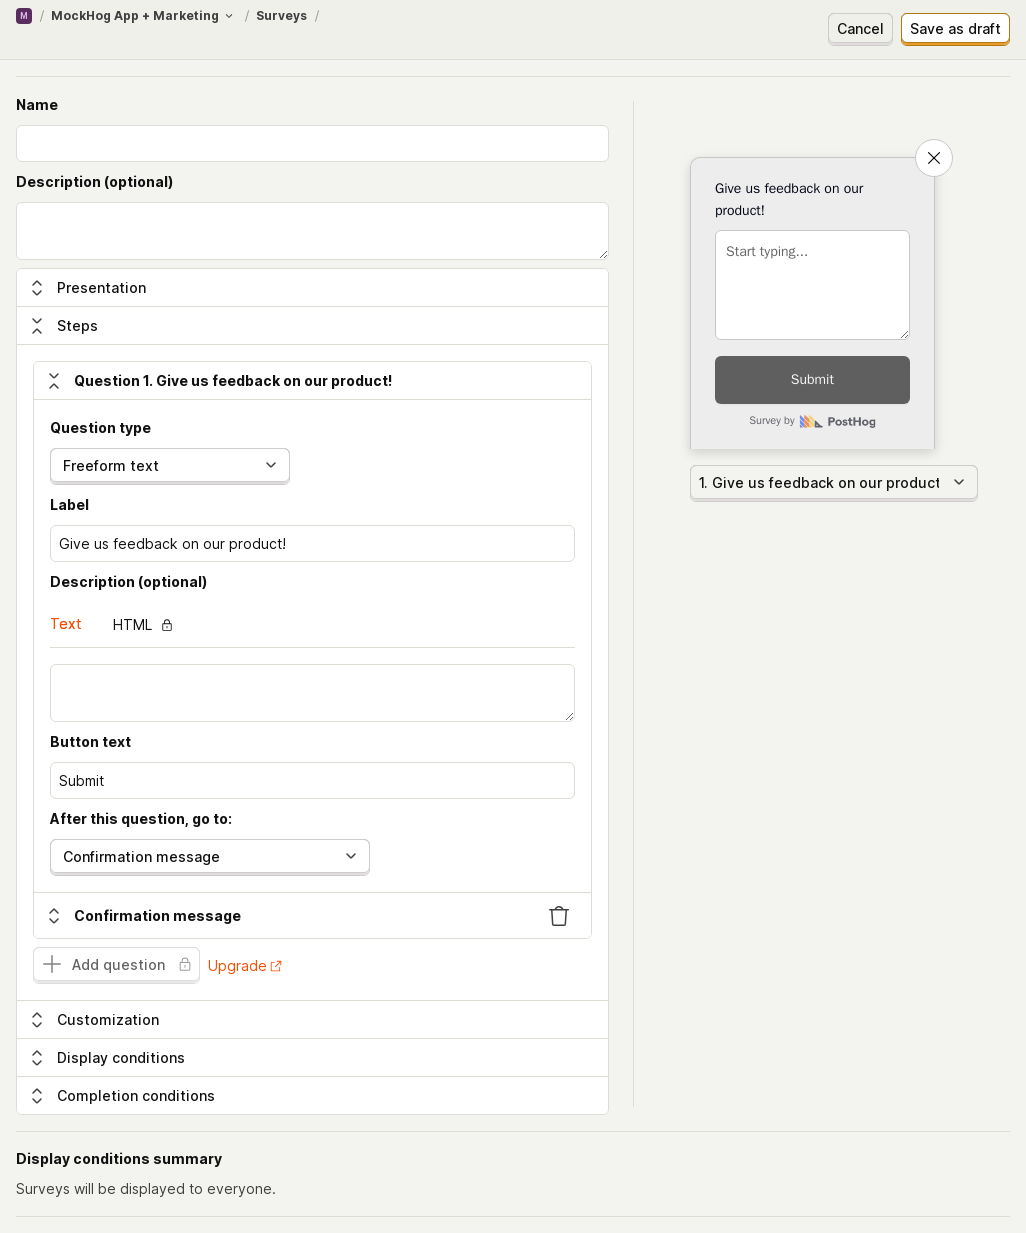 M / MockHog App + Marketing / Surveys /
Cancel
Save as draft
Name
Description (optional)
Presentation
Steps
Question 1. Give us feedback on our product!
Question type
Freeform text
Label
Give us feedback on our product!
Description (optional)
Text
HTML
Button text
Submit
After this question, go to:
Confirmation message
Confirmation message
Add question
Upgrade
Customization
Display conditions
Completion conditions
Give us feedback on our
product!
Start typing...
Submit
Survey by PostHog
1. Give us feedback on our product
Display conditions summary
Surveys will be displayed to everyone.